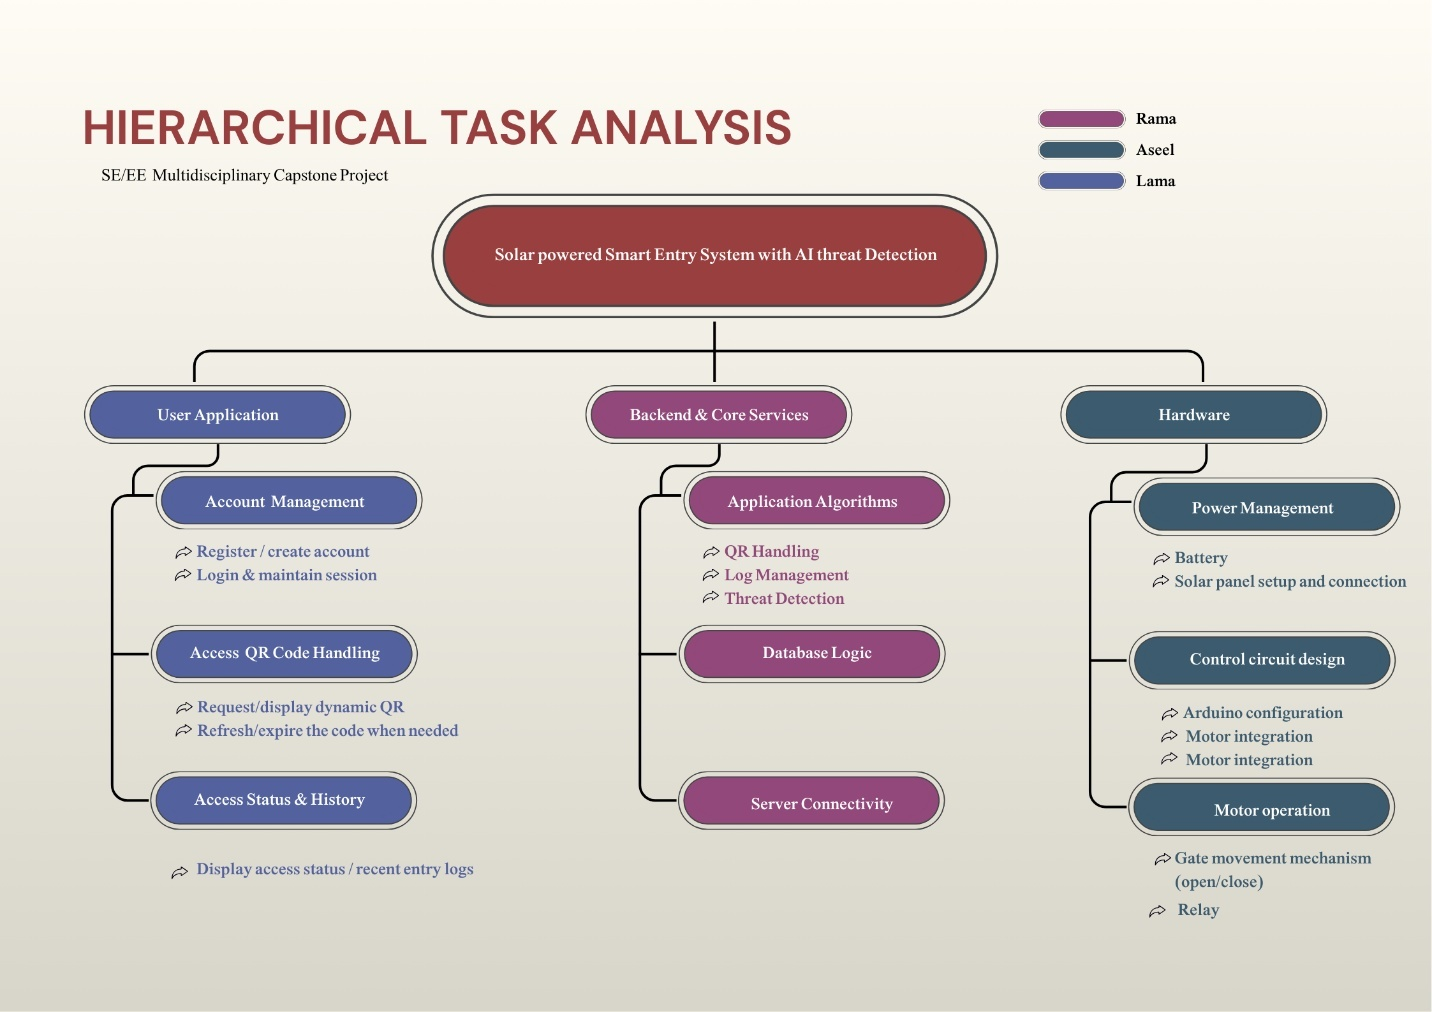 HIERARCHICAL TASK ANALYSIS
SE/EE Multidisciplinary Capstone Project
Rama
Aseel
Lama
Solar powered Smart Entry System with AI threat Detection
User Application
Account Management
Register / create account
Login & maintain session
Access QR Code Handling
Request/display dynamic QR
Refresh/expire the code when needed
Access Status & History
Display access status / recent entry logs
Backend & Core Services
Application Algorithms
QR Handling
Log Management
Threat Detection
Database Logic
Server Connectivity
Hardware
Power Management
Battery
Solar panel setup and connection
Control circuit design
Arduino configuration
Motor integration
Motor integration
Motor operation
Gate movement mechanism
(open/close)
Relay